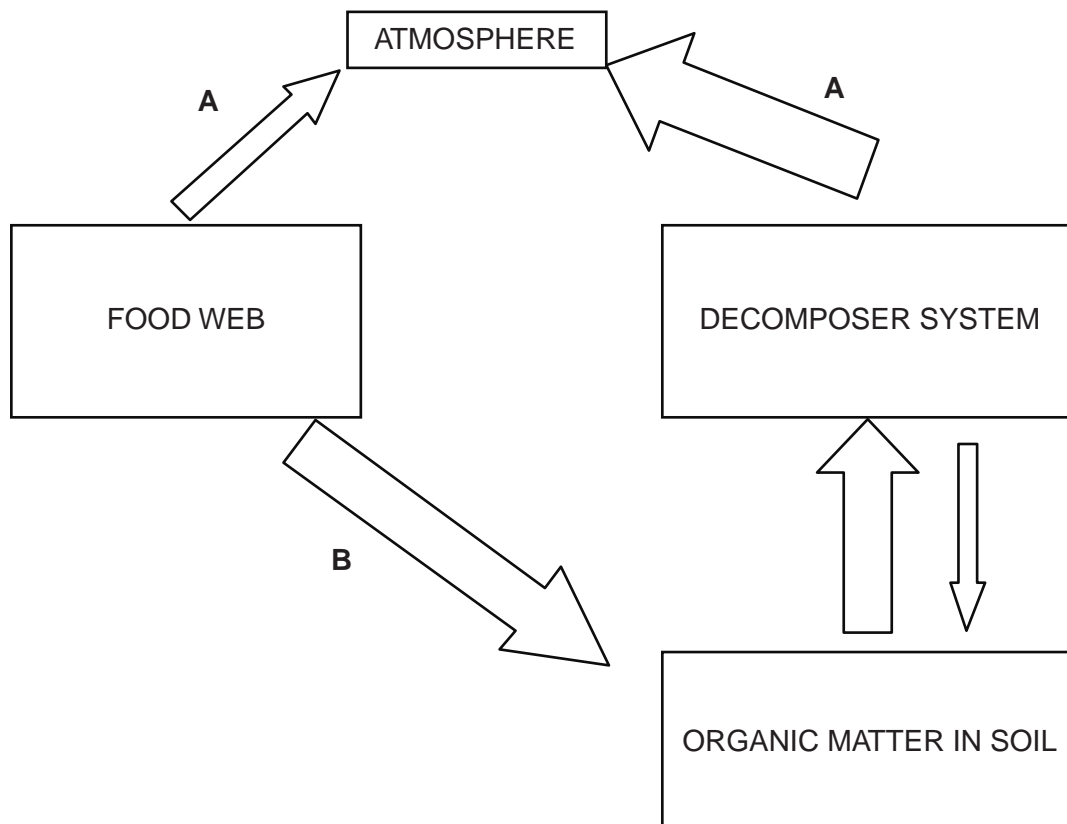 ATMOSPHERE
A
A
FOOD WEB
DECOMPOSER SYSTEM
B
ORGANIC MATTER IN SOIL